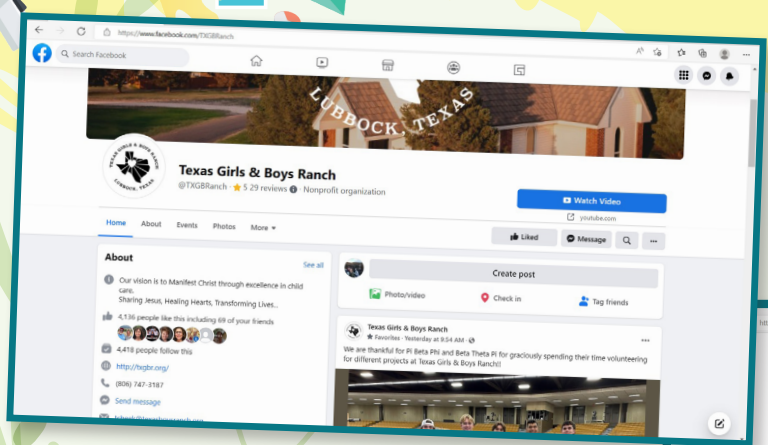 https://www.facebook.com/TXGBRanch
Search Facebook
LUBBOCK, TEXAS
TEXAS GIRLS & BOYS RANCH
LUBBOCK, TEXAS
Texas Girls & Boys Ranch
@TXGBRanch · 5 29 reviews · Nonprofit organization
Watch Video
youtube.com
Home About Events Photos More
Liked Message
About See all
Our vision is to Manifest Christ through excellence in child
care.
Sharing Jesus, Healing Hearts, Transforming Lives..
4,136 people like this including 69 of your friends
4,418 people follow this
http://txgbr.org/
(806) 747-3187
Send message
Create post
Photo/video Check in Tag friends
Texas Girls & Boys Ranch
Favorites · Yesterday at 9:54 AM ·
We are thankful for Pi Beta Phi and Beta Theta Pi for graciously spending their time volunteering
for different projects at Texas Girls & Boys Ranch!!